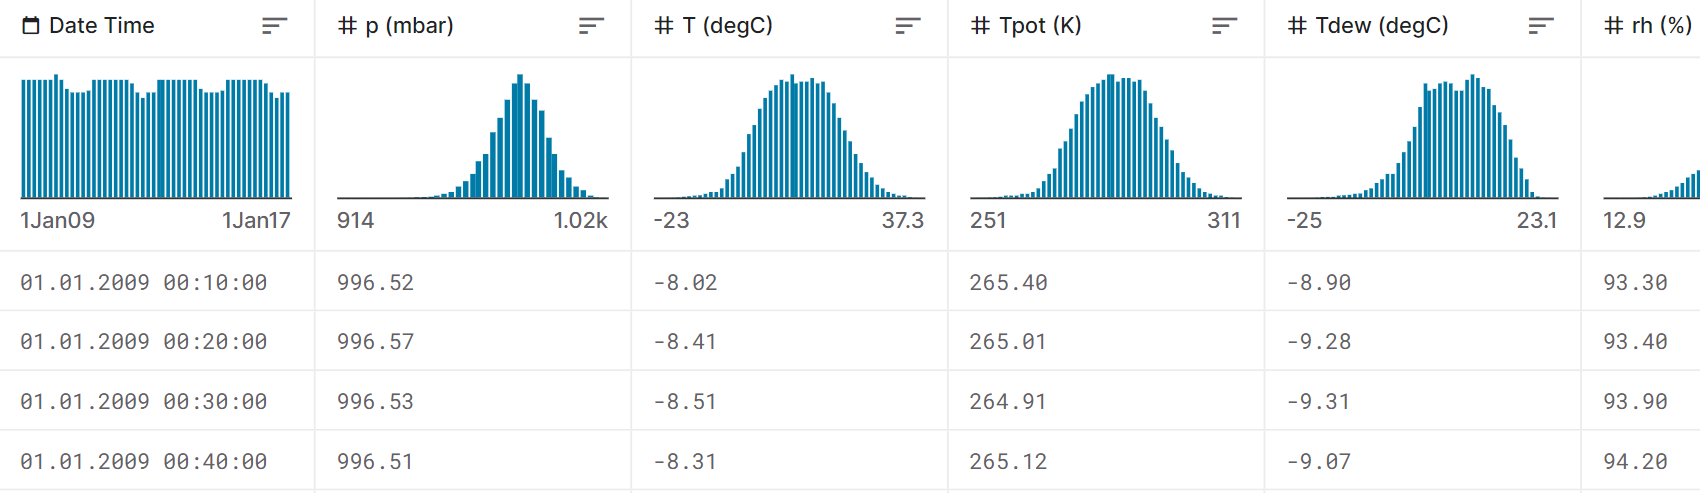 Date Time p (mbar) T (degC) Tpot (K) Tdew (degC) rh (%)
1Jan09 1Jan17 914 1.02k -23 37.3 251 311 -25 23.1 12.9
01.01.2009 00:10:00 996.52 -8.02 265.40 -8.90 93.30
01.01.2009 00:20:00 996.57 -8.41 265.01 -9.28 93.40
01.01.2009 00:30:00 996.53 -8.51 264.91 -9.31 93.90
01.01.2009 00:40:00 996.51 -8.31 265.12 -9.07 94.20